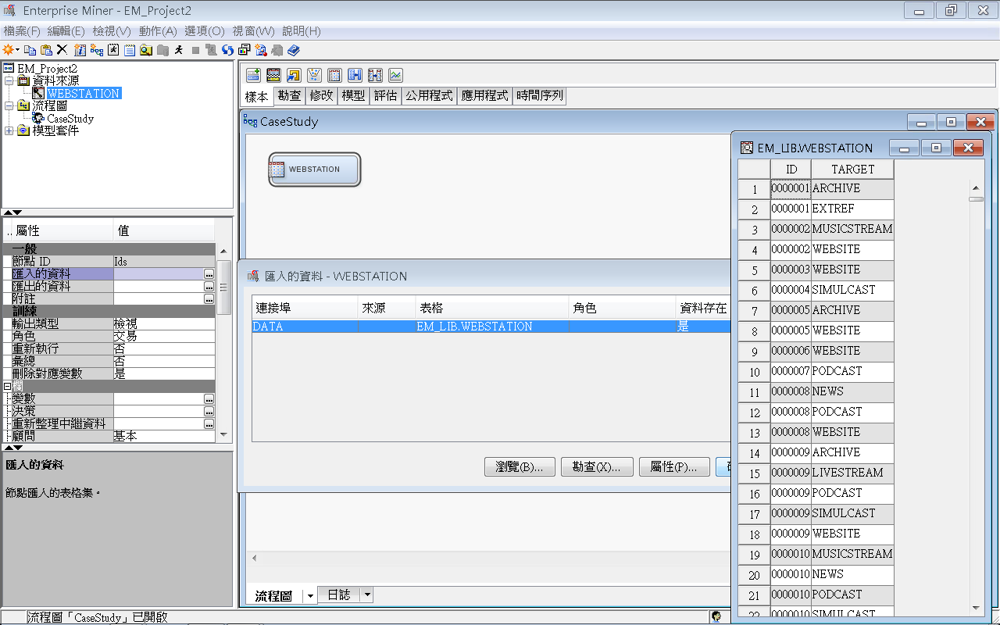 Enterprise Miner - EM_Project2
檔案(F) 編輯(E) 檢視(V) 動作(A) 選項(O) 視窗(W) 說明(H)
EM_Project2
資料來源
WEBSTATION
流程圖
CaseStudy
模型套件
.. 屬性 值
一般
節點 ID Ids
匯入的資料 ...
匯出的資料 ...
附註 ...
訓練
輸出類型 檢視
角色 交易
重新執行 否
彙總 否
刪除對應變數 是
欄
變數 ...
決策 ...
重新整理中繼資料 ...
顧問 基本
匯入的資料
節點匯入的表格集。
樣本 勘查 修改 模型 評估 公用程式 應用程式 時間序列
CaseStudy
WEBSTATION
匯入的資料 - WEBSTATION
連接埠 來源 表格 角色 資料存在
DATA EM_LIB.WEBSTATION 是
瀏覽(B)... 勘查(X)... 屬性(P)...
流程圖 日誌
EM_LIB.WEBSTATION
ID TARGET
1 0000001 ARCHIVE
2 0000001 EXTREF
3 0000002 MUSICSTREAM
4 0000002 WEBSITE
5 0000003 WEBSITE
6 0000004 SIMULCAST
7 0000005 ARCHIVE
8 0000005 WEBSITE
9 0000006 WEBSITE
10 0000007 PODCAST
11 0000008 NEWS
12 0000008 PODCAST
13 0000008 WEBSITE
14 0000009 ARCHIVE
15 0000009 LIVESTREAM
16 0000009 PODCAST
17 0000009 SIMULCAST
18 0000009 WEBSITE
19 0000010 MUSICSTREAM
20 0000010 NEWS
21 0000010 PODCAST
22 0000010 SIMULCAST
流程圖「CaseStudy」已開啟